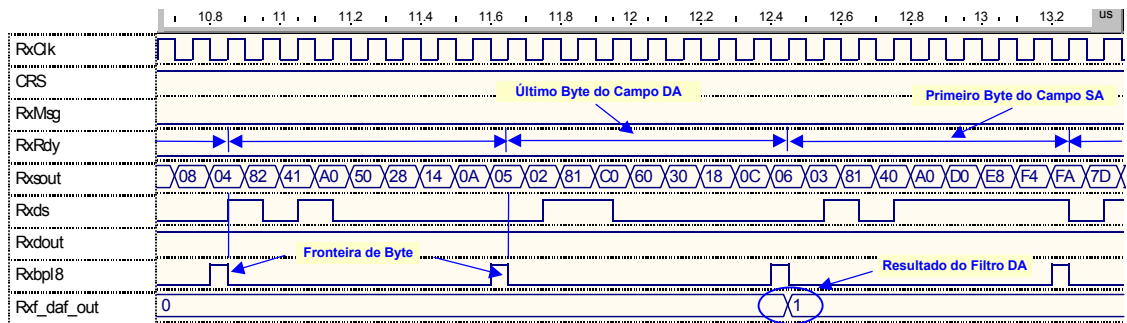 10.8 11 11.2 11.4 11.6 11.8 12 12.2 12.4 12.6 12.8 13 13.2 us
RxClk
CRS
Último Byte do Campo DA
Primeiro Byte do Campo SA
RxMsg
RxRdy
Rxsout 08 04 82 41 A0 50 28 14 0A 05 02 81 C0 60 30 18 0C 06 03 81 40 A0 D0 E8 F4 FA 7D
Rxds
Rxdout
Fronteira de Byte
Resultado do Filtro DA
Rxbpl8
Rxf_daf_out 0 1